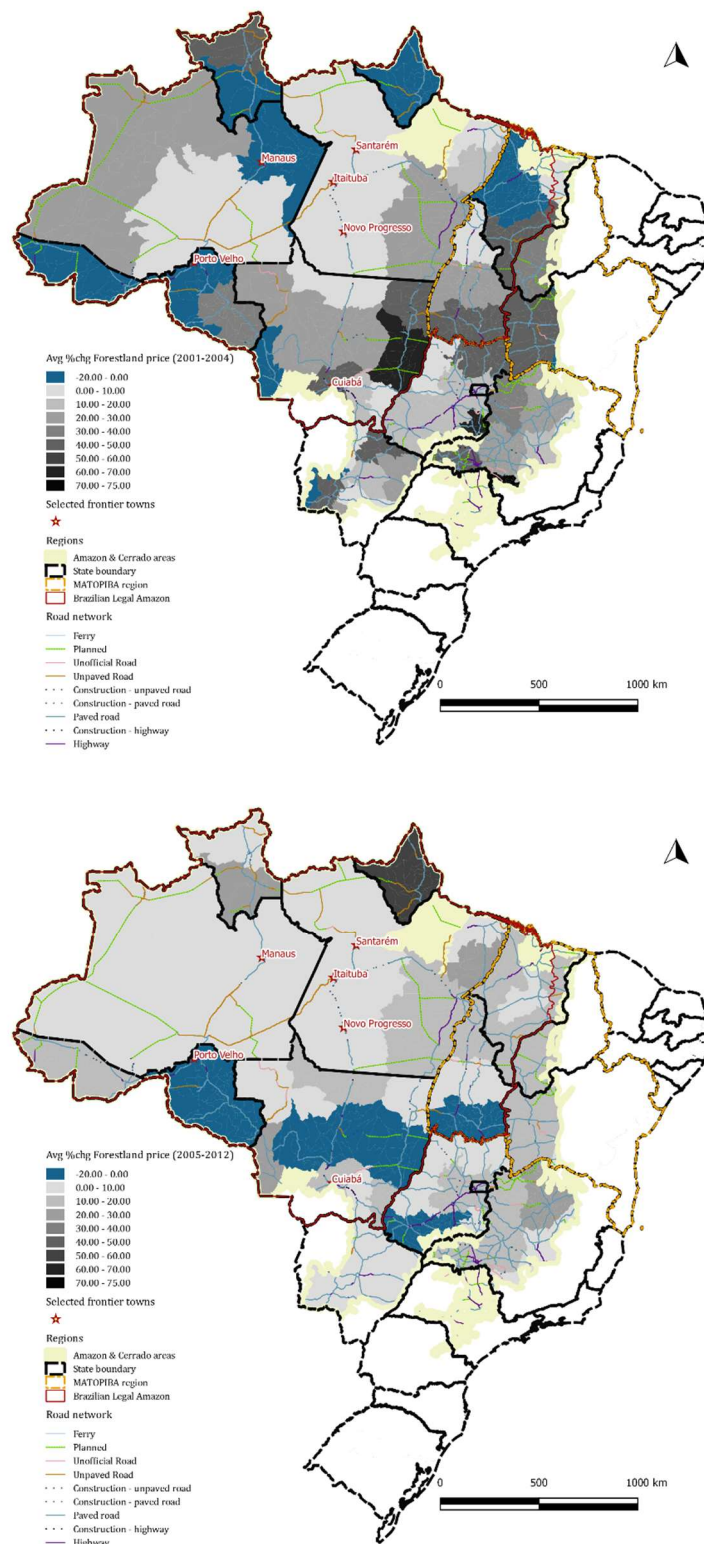 Santarém
Manaus
Itaituba
Novo Progresso
Porto Velho
Cuiabá
Avg %chg Forestland price (2001-2004)
-20.00 - 0.00
0.00 - 10.00
10.00 - 20.00
20.00 - 30.00
30.00 - 40.00
40.00 - 50.00
50.00 - 60.00
60.00 - 70.00
70.00 - 75.00
Selected frontier towns
Regions
Amazon & Cerrado areas
State boundary
MATOPIBA region
Brazilian Legal Amazon
Road network
Ferry
Planned
Unofficial Road
Unpaved Road
Construction - unpaved road
Construction - paved road
Paved road
Construction - highway
Highway
0 500 1000 km
Santarém
Manaus
Itaituba
Novo Progresso
Porto Velho
Cuiabá
Avg %chg Forestland price (2005-2012)
-20.00 - 0.00
0.00 - 10.00
10.00 - 20.00
20.00 - 30.00
30.00 - 40.00
40.00 - 50.00
50.00 - 60.00
60.00 - 70.00
70.00 - 75.00
Selected frontier towns
Regions
Amazon & Cerrado areas
State boundary
MATOPIBA region
Brazilian Legal Amazon
Road network
Ferry
Planned
Unofficial Road
Unpaved Road
Construction - unpaved road
Construction - paved road
Paved road
Construction - highway
Highway
0 500 1000 km